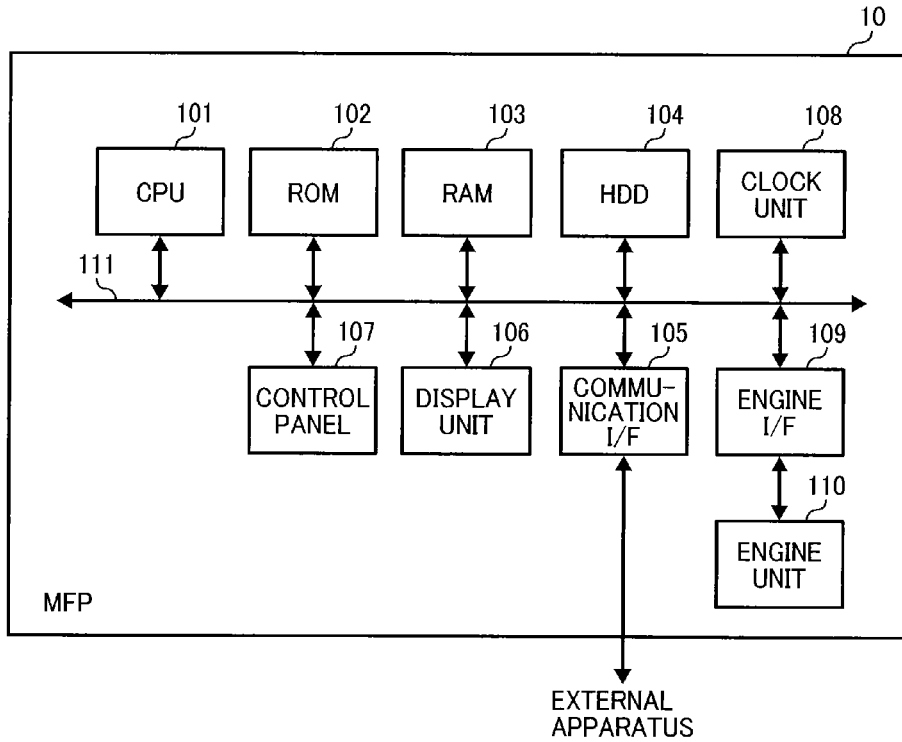 10
101
102
103
104
108
CPU
ROM
RAM
HDD
CLOCK
UNIT
111
107
106
105
109
CONTROL
PANEL
DISPLAY
UNIT
COMMU-
NICATION
I/F
ENGINE
I/F
110
ENGINE
UNIT
MFP
EXTERNAL
APPARATUS